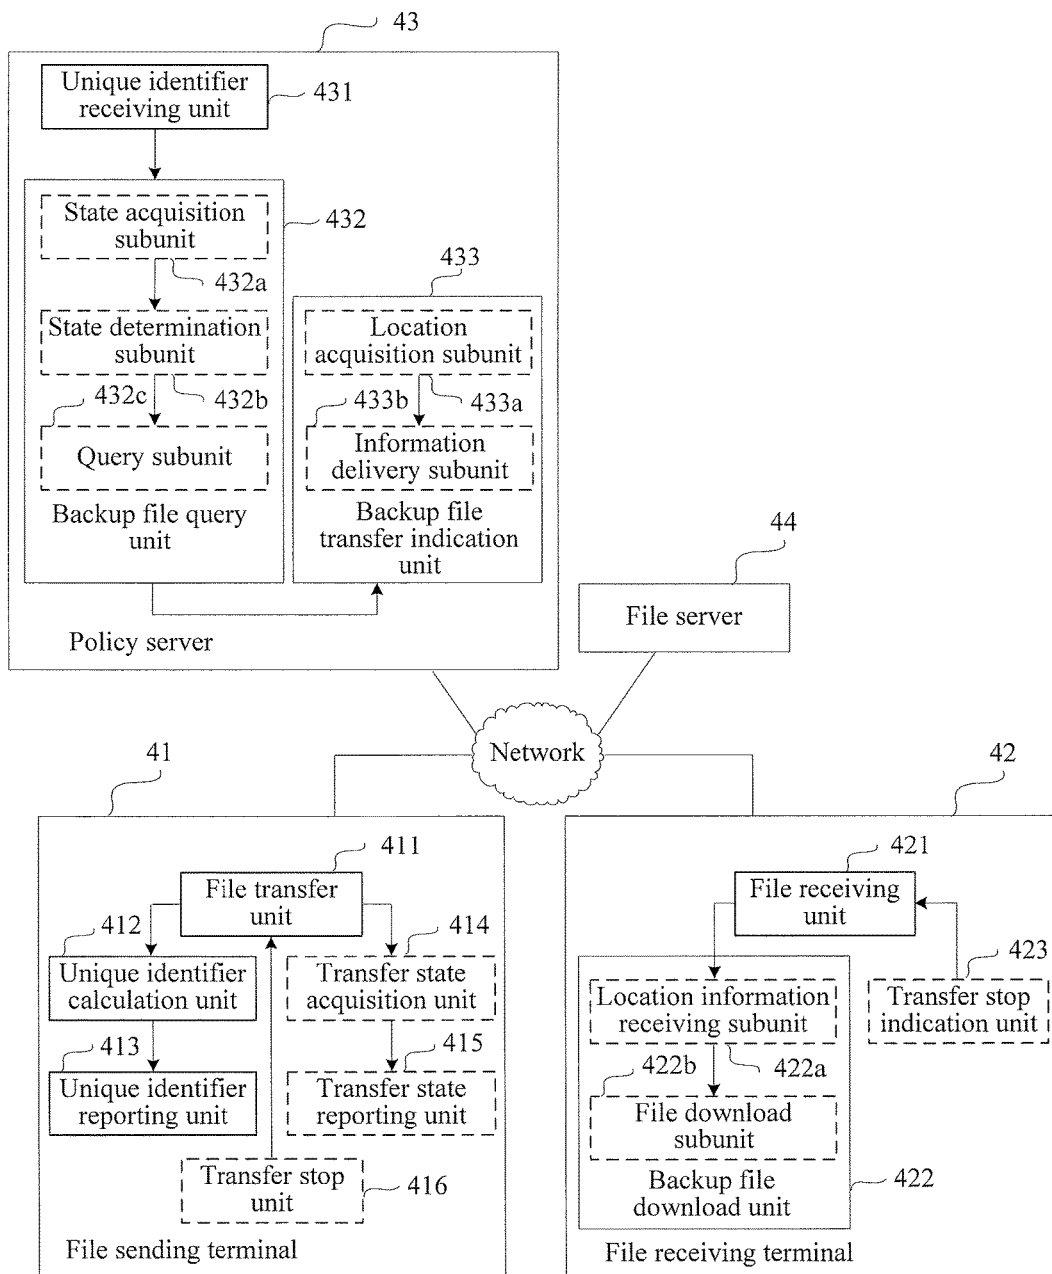 43
Unique identifier
receiving unit
431
State acquisition
subunit
432
432a
433
State determination
subunit
Location
acquisition subunit
432c
432b
433b
433a
Query subunit
Information
delivery subunit
Backup file query
unit
Backup file
transfer indication unit
44
File server
Policy server
Network
41
42
411
File transfer
unit
421
File receiving
unit
412
414
423
Unique identifier
calculation unit
Transfer state
acquisition unit
Location information
receiving subunit
Transfer stop
indication unit
413
415
422b
422a
Unique identifier
reporting unit
Transfer state
reporting unit
File download
subunit
Transfer stop
unit
416
Backup file
download unit
422
File sending terminal
File receiving terminal